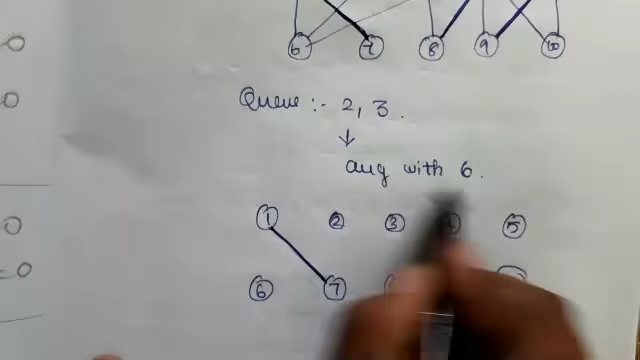 6 7 8 9 10
Queue :- 2, 3.
↓
aug with 6.
1 2 3 5
6 7